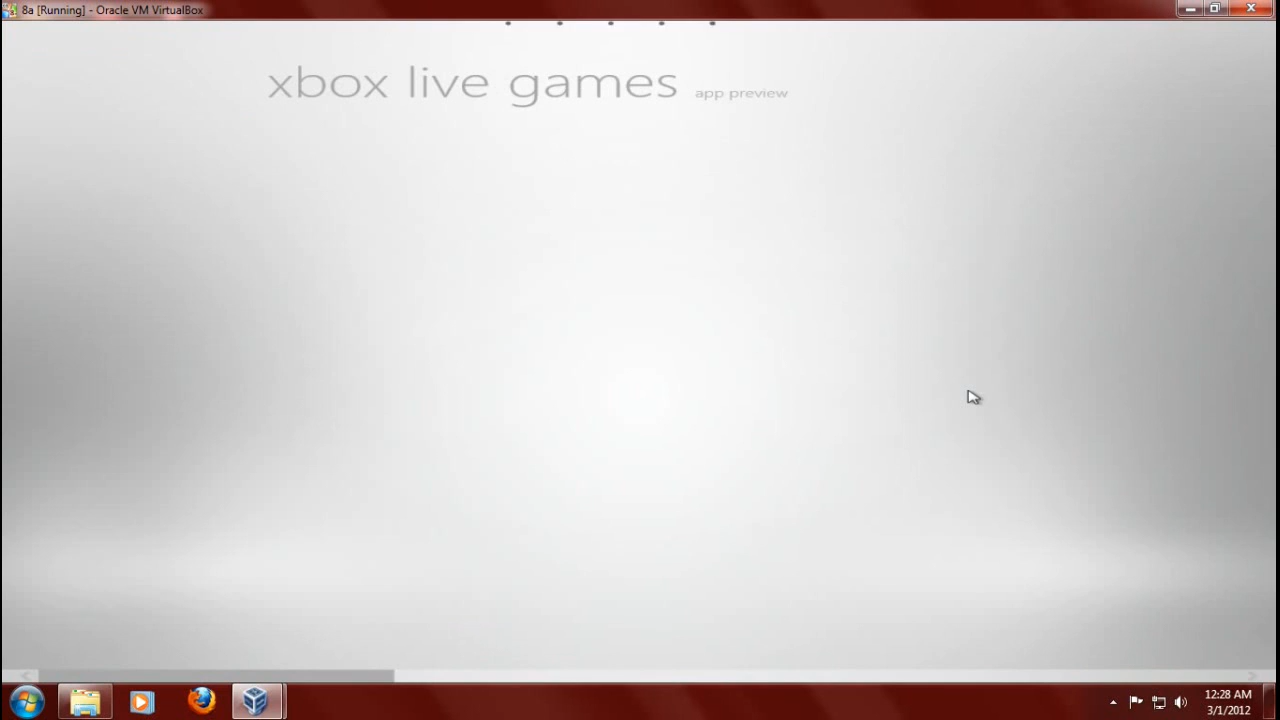 8a [Running] - Oracle VM VirtualBox
xbox live games app preview
12:28 AM
3/1/2012